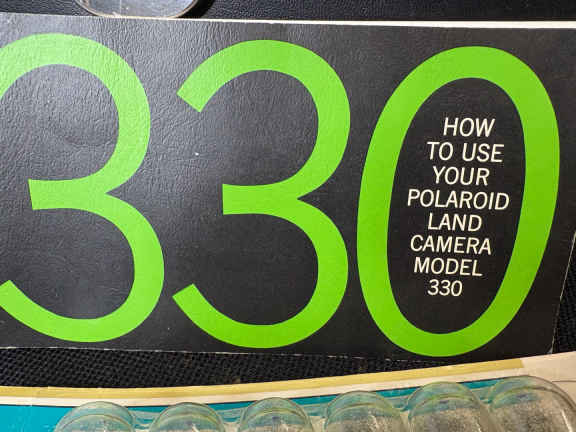 330
HOW
TO USE
YOUR
POLAROID
LAND
CAMERA
MODEL
330